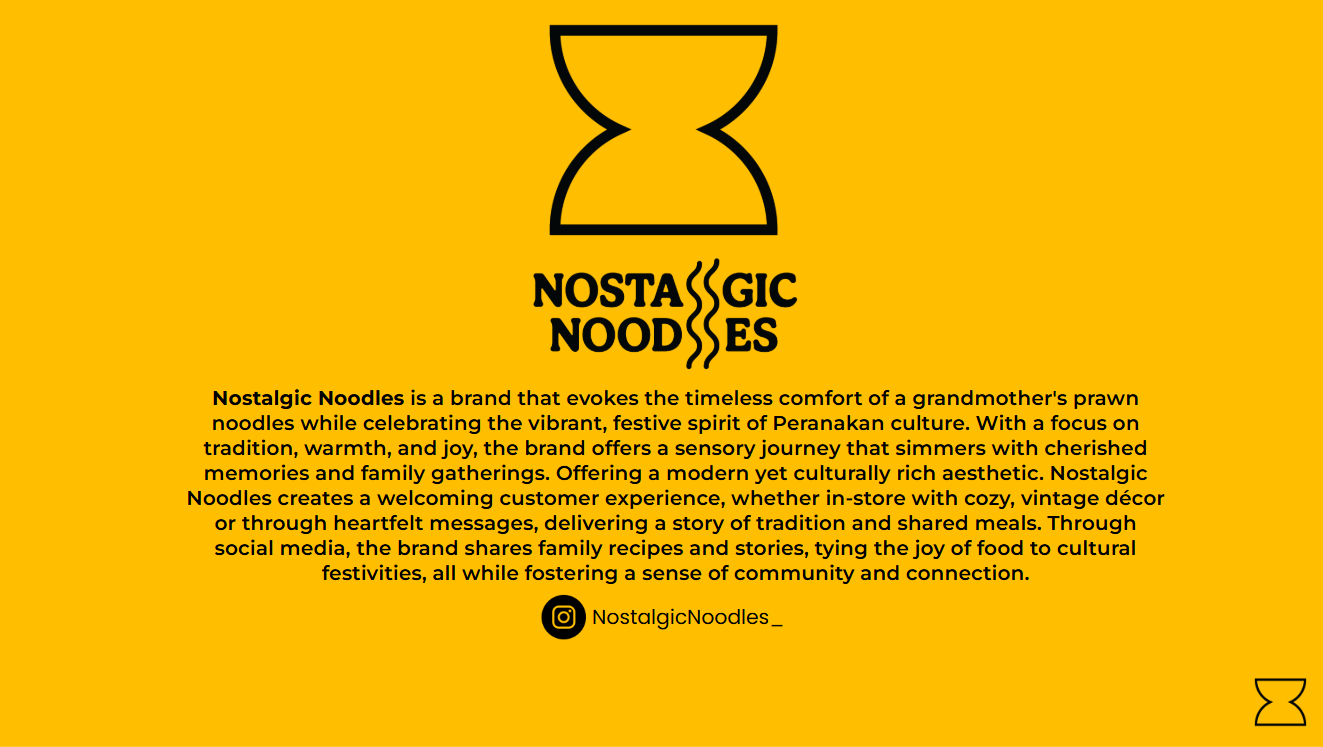 NOSTALGIC
NOODLES
Nostalgic Noodles is a brand that evokes the timeless comfort of a grandmother's prawn
noodles while celebrating the vibrant, festive spirit of Peranakan culture. With a focus on
tradition, warmth, and joy, the brand offers a sensory journey that simmers with cherished
memories and family gatherings. Offering a modern yet culturally rich aesthetic. Nostalgic
Noodles creates a welcoming customer experience, whether in-store with cozy, vintage décor
or through heartfelt messages, delivering a story of tradition and shared meals. Through
social media, the brand shares family recipes and stories, tying the joy of food to cultural
festivities, all while fostering a sense of community and connection.
NostalgicNoodles_